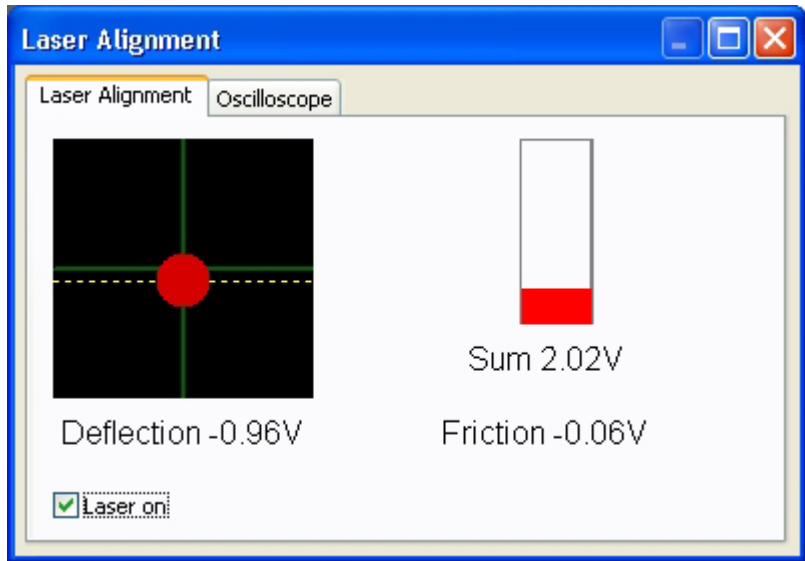 Laser Alignment
Laser Alignment Oscilloscope
Sum 2.02V
Deflection -0.96V Friction -0.06V
Laser on